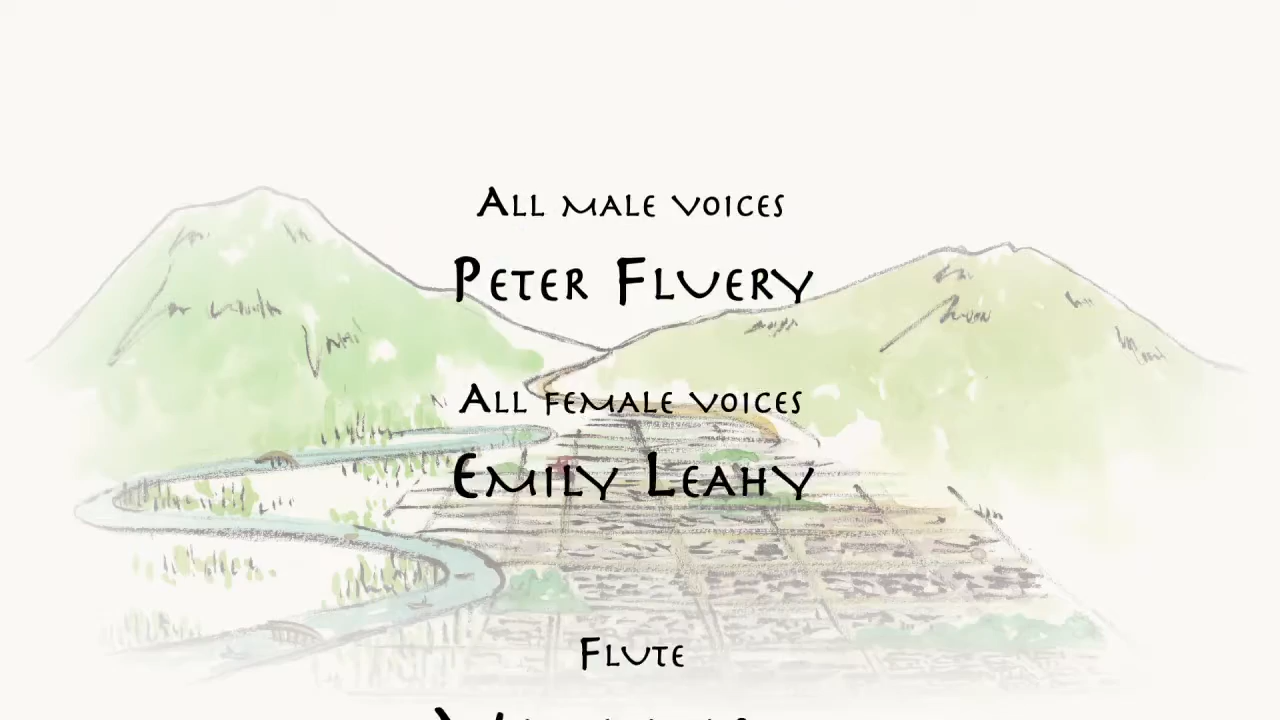 All male voices
Peter Fluery
All female voices
Emily Leahy
Flute